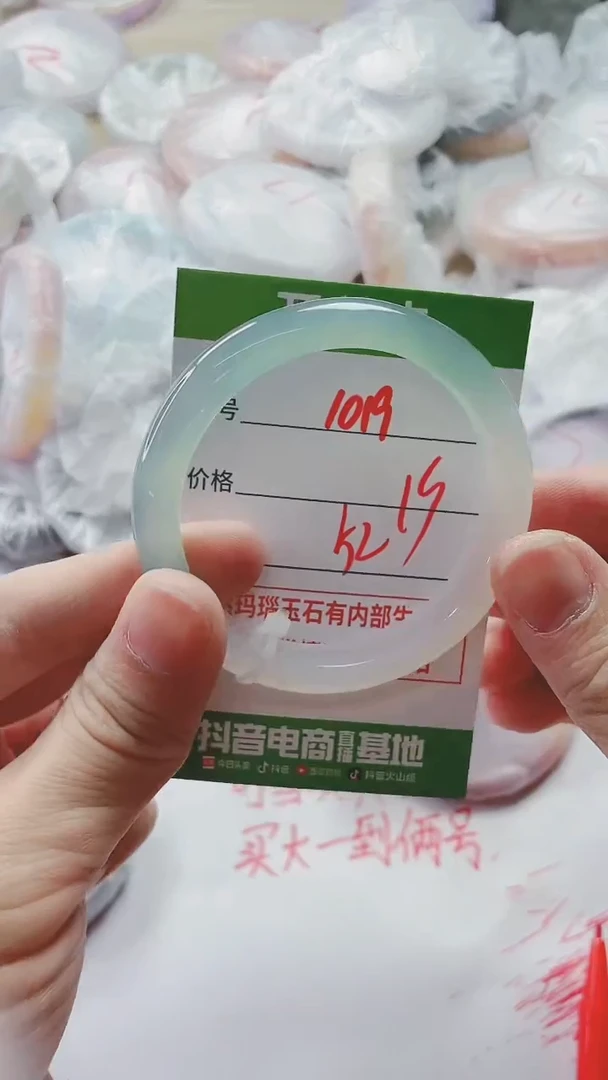 号 1019
价格 15
52
玛瑙玉石有内部生
抖音电商直播基地
今日头条 抖音 西瓜视频 抖音火山版
买大一到俩号.